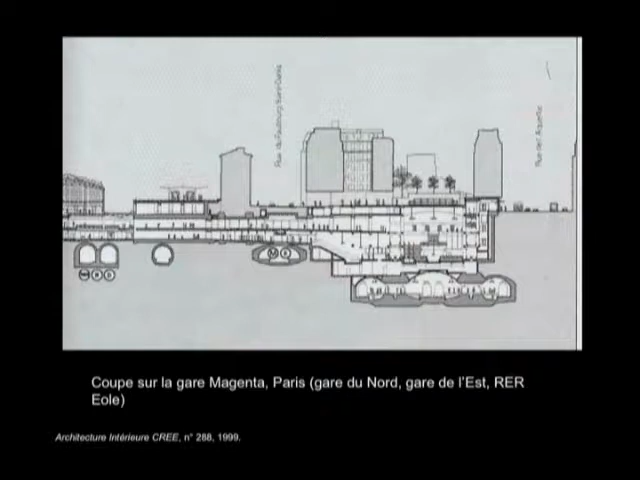 Rue du Faubourg Saint-Denis
Rue de l'Aqueduc
Coupe sur la gare Magenta, Paris (gare du Nord, gare de l'Est, RER
Eole)
Architecture Intérieure CREE, n° 288, 1999.